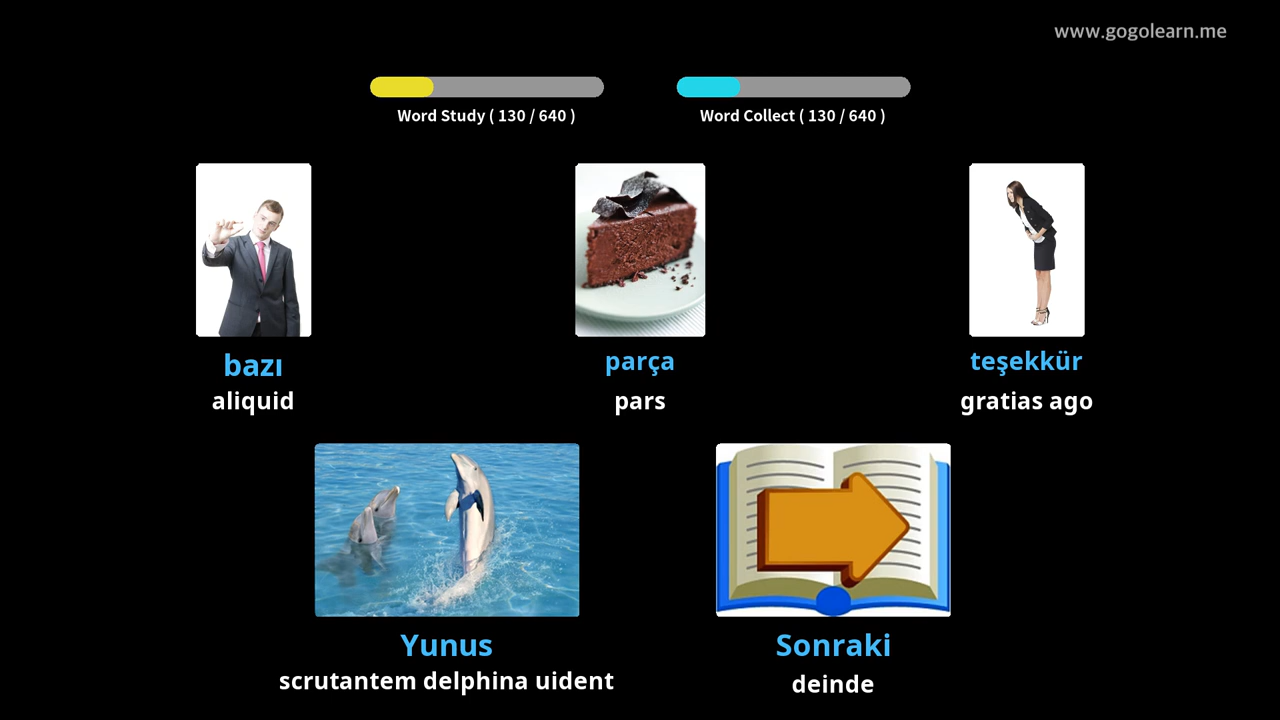 www.gogolearn.me
Word Study ( 130 / 640 )
Word Collect ( 130 / 640 )
bazı
aliquid
parça
pars
teşekkür
gratias ago
Yunus
scrutantem delphina uident
Sonraki
deinde